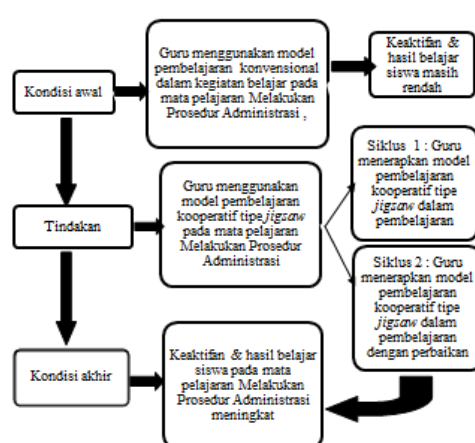 Kondisi awal
Guru menggunakan model
pembelajaran konvensional
dalam kegiatan belajar pada
mata pelajaran Melakukan
Prosedur Administrasi ,
Keaktifan &
hasil belajar
siswa masih
rendah
Tindakan
Guru menggunakan
model pembelajaran
kooperatif tipe jigsaw
pada mata pelajaran
Melakukan Prosedur
Administrasi
Siklus 1 : Guru
menerapkan model
pembelajaran
kooperatif tipe
jigsaw dalam
pembelajaran
Siklus 2 : Guru
menerapkan model
pembelajaran
kooperatif tipe
jigsaw dalam
pembelajaran
dengan perbaikan
Kondisi akhir
Keaktifan & hasil belajar
siswa pada mata
pelajaran Melakukan
Prosedur Administrasi
meningkat